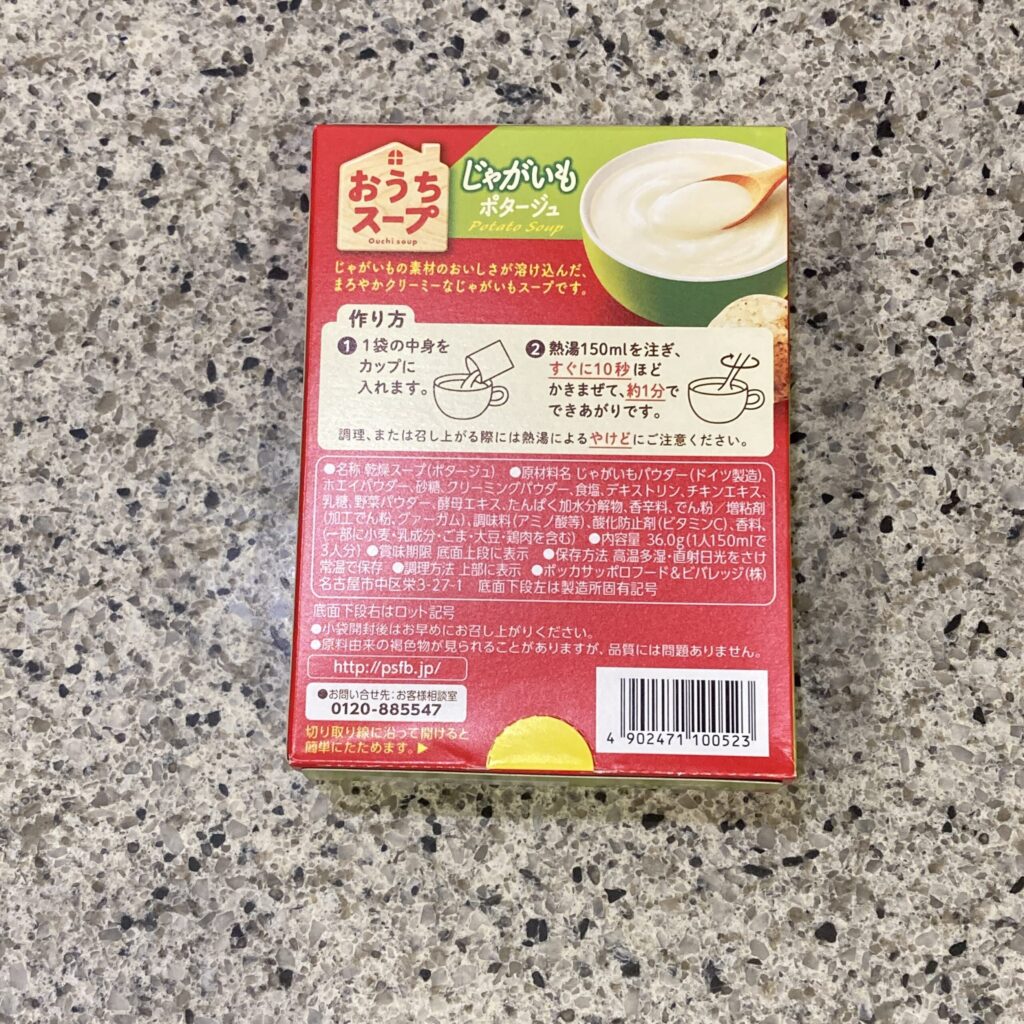 おうち
スープ
Ouchi soup
じゃがいも
ポタージュ
Potato Soup
じゃがいもの素材のおいしさが溶け込んだ、
まろやかクリーミーなじゃがいもスープです。
作り方
1 1袋の中身を
カップに
入れます。
2 熱湯150mlを注ぎ、
すぐに10秒ほど
かきまぜて、約1分で
できあがりです。
調理、または召し上がる際には熱湯によるやけどにご注意ください。
●名称 乾燥スープ(ポタージュ) ●原材料名 じゃがいもパウダー(ドイツ製造)、
ホエイパウダー、砂糖、クリーミングパウダー、食塩、デキストリン、チキンエキス、
乳糖、野菜パウダー、酵母エキス、たんぱく加水分解物、香辛料、でん粉/増粘剤
(加工でん粉、グァーガム)、調味料(アミノ酸等)、酸化防止剤(ビタミンC)、香料、
(一部に小麦・乳成分・ごま・大豆・鶏肉を含む) ●内容量 36.0g(1人150mlで
3人分) ●賞味期限 底面上段に表示 ●保存方法 高温多湿・直射日光をさけ
常温で保存 ●調理方法 上部に表示 ●ポッカサッポロフード&ビバレッジ(株)
名古屋市中区栄3-27-1 底面下段左は製造所固有記号
底面下段右はロット記号
●小袋開封後はお早めにお召し上がりください。
●原料由来の褐色物が見られることがありますが、品質には問題ありません。
http://psfb.jp/
●お問い合せ先:お客様相談室
0120-885547
切り取り線に沿って開けると
簡単にたためます。▶
4 902471 100523